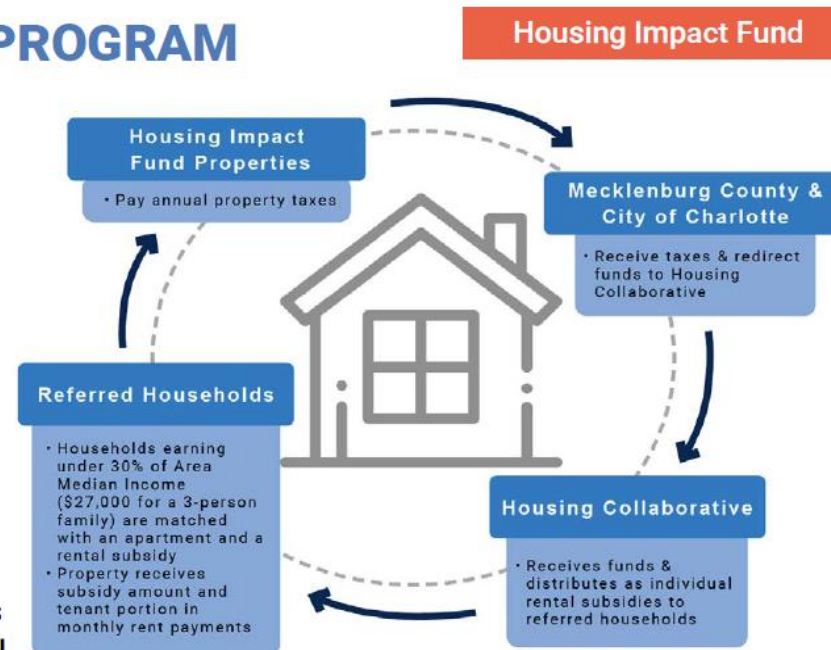 PROGRAM
Housing Impact Fund
Housing Impact
Fund Properties
• Pay annual property taxes
Mecklenburg County &
City of Charlotte
• Receive taxes & redirect
funds to Housing
Collaborative
Referred Households
• Households earning
under 30% of Area
Median Income
($27,000 for a 3-person
family) are matched
with an apartment and a
rental subsidy
• Property receives
subsidy amount and
tenant portion in
monthly rent payments
Housing Collaborative
• Receives funds &
distributes as individual
rental subsidies to
referred households